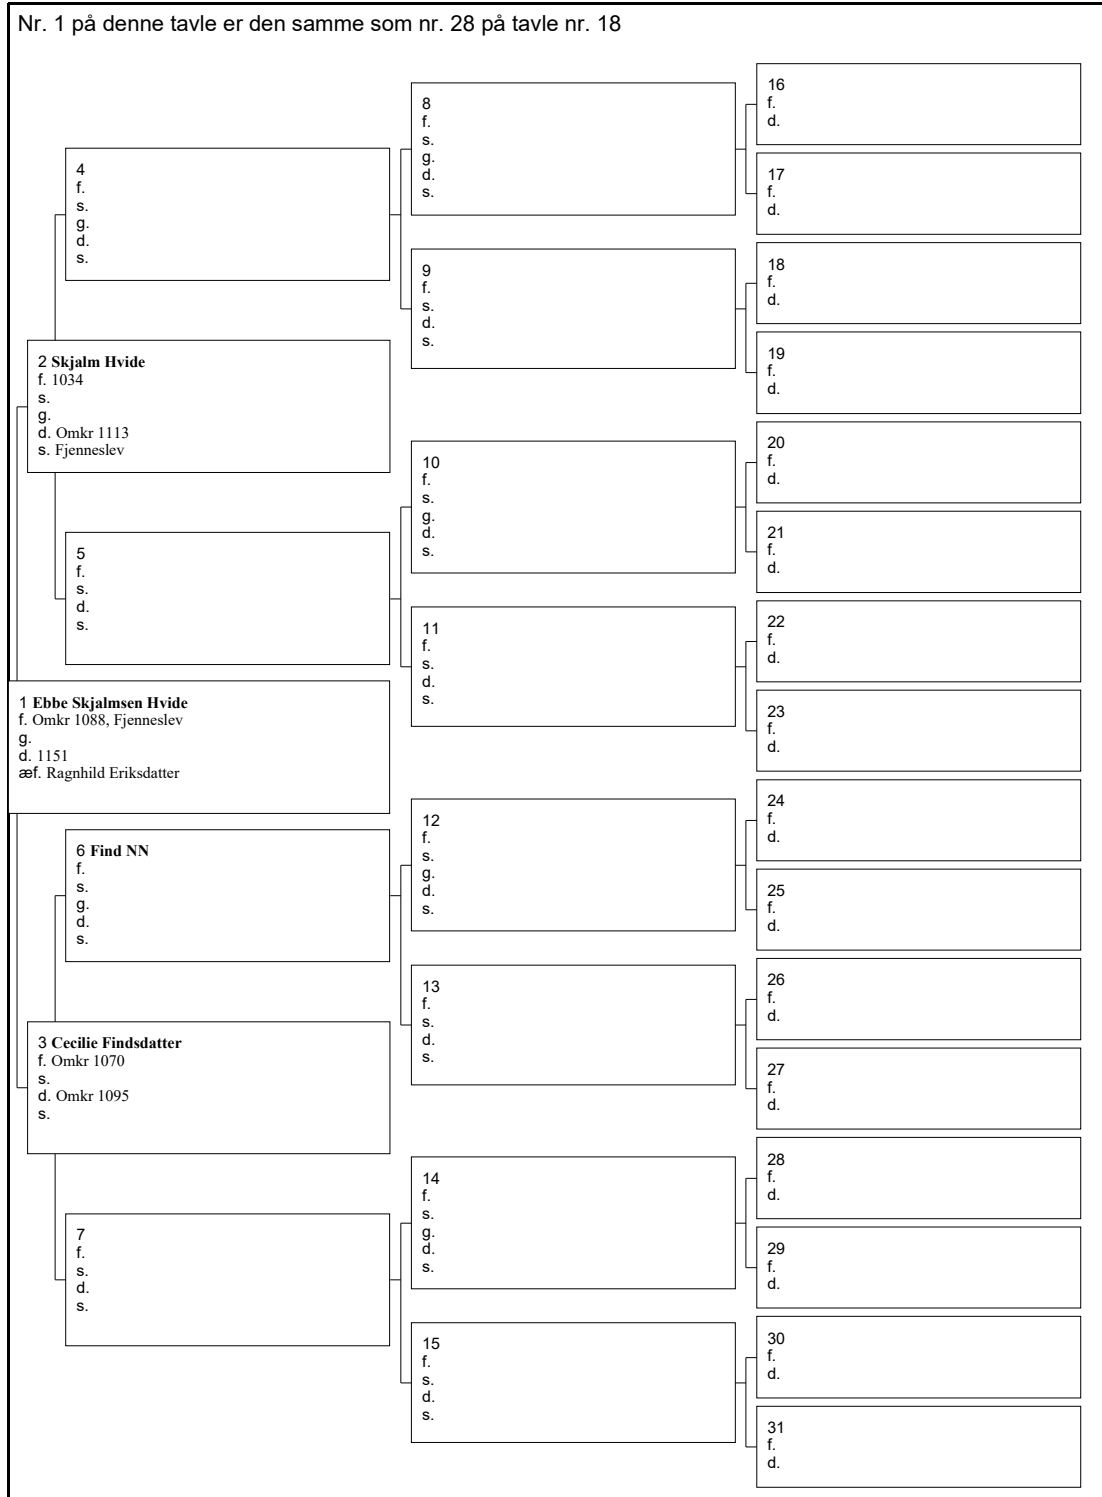 Nr. 1 på denne tavle er den samme som nr. 28 på tavle nr. 18
4
f.
s.
g.
d.
s.
2 Skjalm Hvide
f. 1034
s.
g.
d. Omkr 1113
s. Fjenneslev
5
f.
s.
d.
s.
1 Ebbe Skjalmsen Hvide
f. Omkr 1088, Fjenneslev
g.
d. 1151
æf. Ragnhild Eriksdatter
6 Find NN
f.
s.
g.
d.
s.
3 Cecilie Findsdatter
f. Omkr 1070
s.
d. Omkr 1095
s.
7
f.
s.
d.
s.
8
f.
s.
g.
d.
s.
9
f.
s.
d.
s.
10
f.
s.
g.
d.
s.
11
f.
s.
d.
s.
12
f.
s.
g.
d.
s.
13
f.
s.
d.
s.
14
f.
s.
g.
d.
s.
15
f.
s.
d.
s.
16
f.
d.
17
f.
d.
18
f.
d.
19
f.
d.
20
f.
d.
21
f.
d.
22
f.
d.
23
f.
d.
24
f.
d.
25
f.
d.
26
f.
d.
27
f.
d.
28
f.
d.
29
f.
d.
30
f.
d.
31
f.
d.